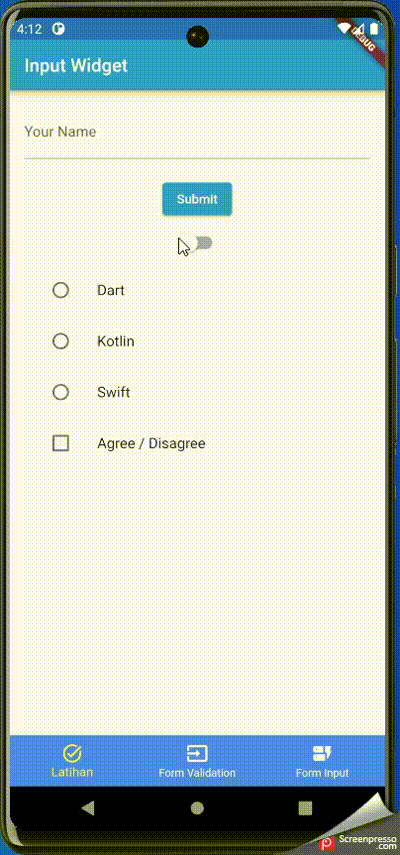 4:12
DEBUG
Input Widget
Your Name
Submit
Dart
Kotlin
Swift
Agree / Disagree
Latihan
Form Validation
Form Input
Screenpresso
.com